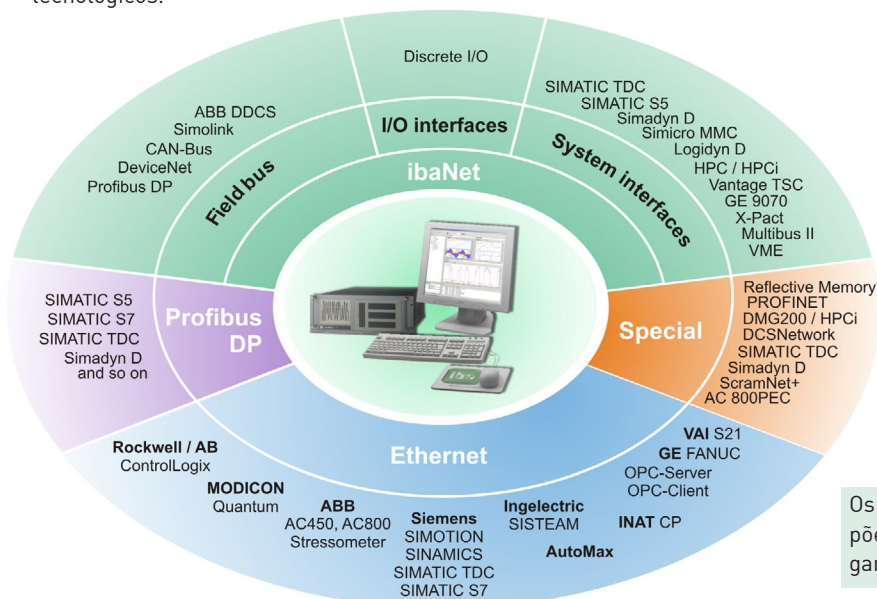 tecnológicos.
Discrete I/O
I/O interfaces
ibaNet
ABB DDCS
Simolink
CAN-Bus
DeviceNet
Profibus DP
Field bus
SIMATIC TDC
SIMATIC S5
Simadyn D
Simicro MMC
Logidyn D
HPC / HPCi
Vantage TSC
GE 9070
X-Pact
Multibus II
VME
System interfaces
SIMATIC S5
SIMATIC S7
SIMATIC TDC
Simadyn D
and so on
Profibus
DP
Special
Reflective Memory
PROFINET
DMG200 / HPCi
DCSNetwork
SIMATIC TDC
Simadyn D
ScramNet+
AC 800PEC
Ethernet
Rockwell / AB
ControlLogix
MODICON
Quantum
ABB
AC450, AC800
Stressometer
Siemens
SIMOTION
SINAMICS
SIMATIC TDC
SIMATIC S7
Ingelectric
SISTEAM
AutoMax
INAT CP
VAI S21
GE FANUC
OPC-Server
OPC-Client
Os
põe
gar